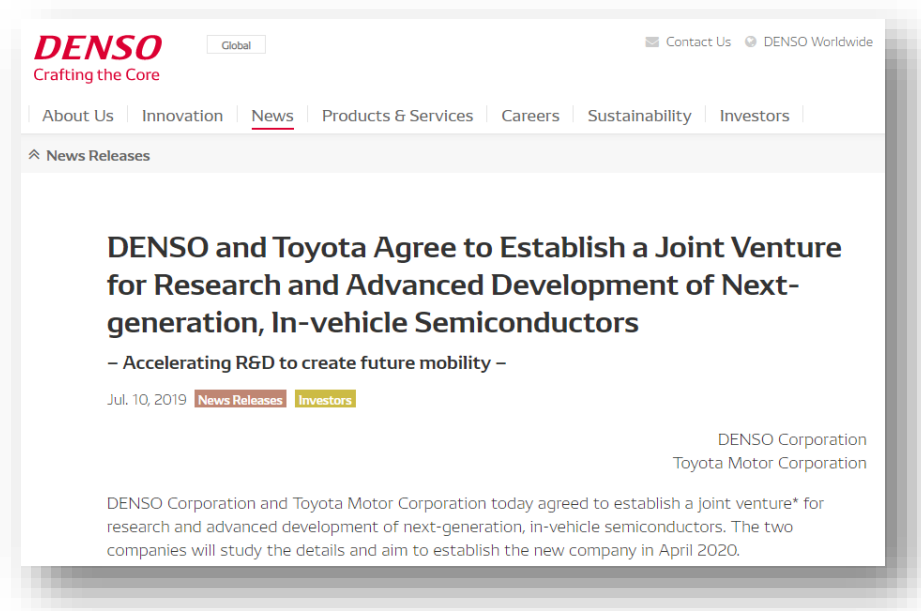 DENSO
Crafting the Core
Global
Contact Us
DENSO Worldwide
About Us
Innovation
News
Products & Services
Careers
Sustainability
Investors
News Releases
DENSO and Toyota Agree to Establish a Joint Venture
for Research and Advanced Development of Next-
generation, In-vehicle Semiconductors
– Accelerating R&D to create future mobility –
Jul. 10, 2019 News Releases Investors
DENSO Corporation
Toyota Motor Corporation
DENSO Corporation and Toyota Motor Corporation today agreed to establish a joint venture* for
research and advanced development of next-generation, in-vehicle semiconductors. The two
companies will study the details and aim to establish the new company in April 2020.